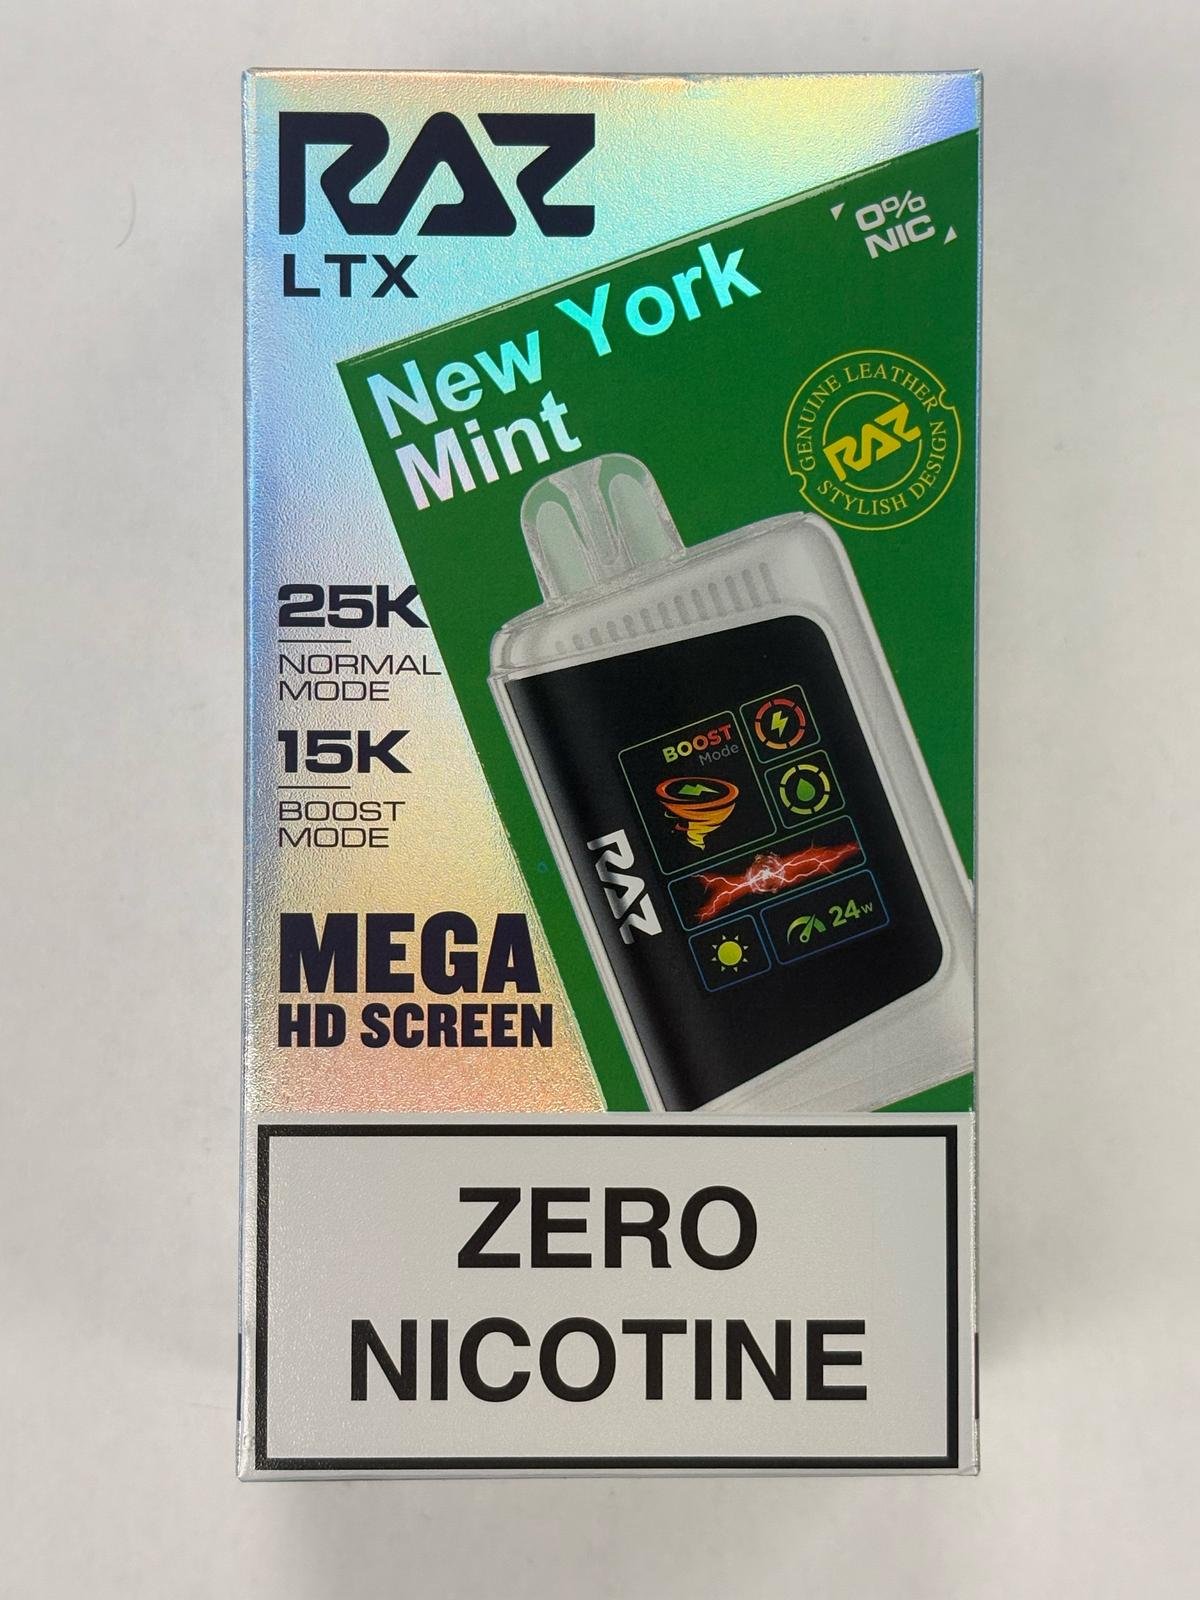 RAZ
LTX
0%
NIC
New York
Mint
GENUINE LEATHER
RAZ
STYLISH DESIGN
25K
NORMAL
MODE
15K
BOOST
MODE
BOOST
Mode
RAZ
24W
MEGA
HD SCREEN
ZERO
NICOTINE